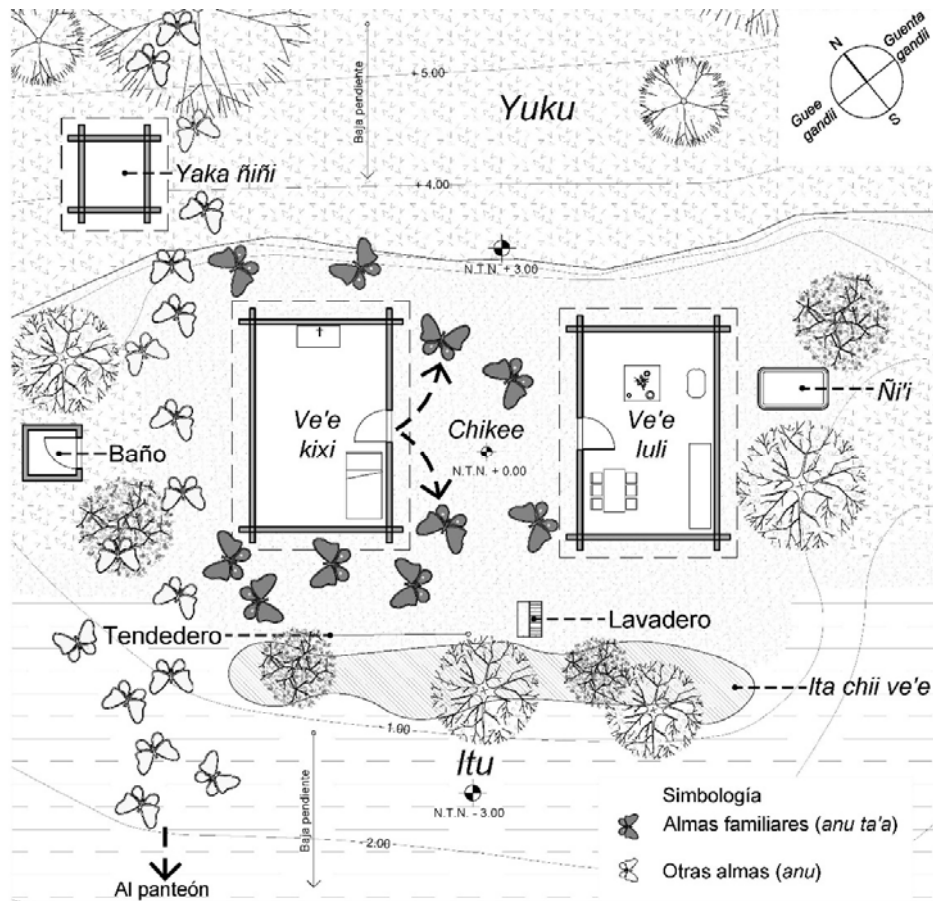 Baja pendiente
+ 5.00
Yuku
N
Guenta
gandii
Guee
gandii
S
Yaka ñiñi
+ 4.00
N.T.N. + 3.00
Ve'e
kixi
Chikee
N.T.N. + 0.00
Ve'e
luli
Ñi'i
Baño
Tendedero
Lavadero
Ita chii ve'e
-1.00
Itu
N.T.N. - 3.00
Baja pendiente
-2.00
Al panteón
Simbología
Almas familiares (anu ta'a)
Otras almas (anu)